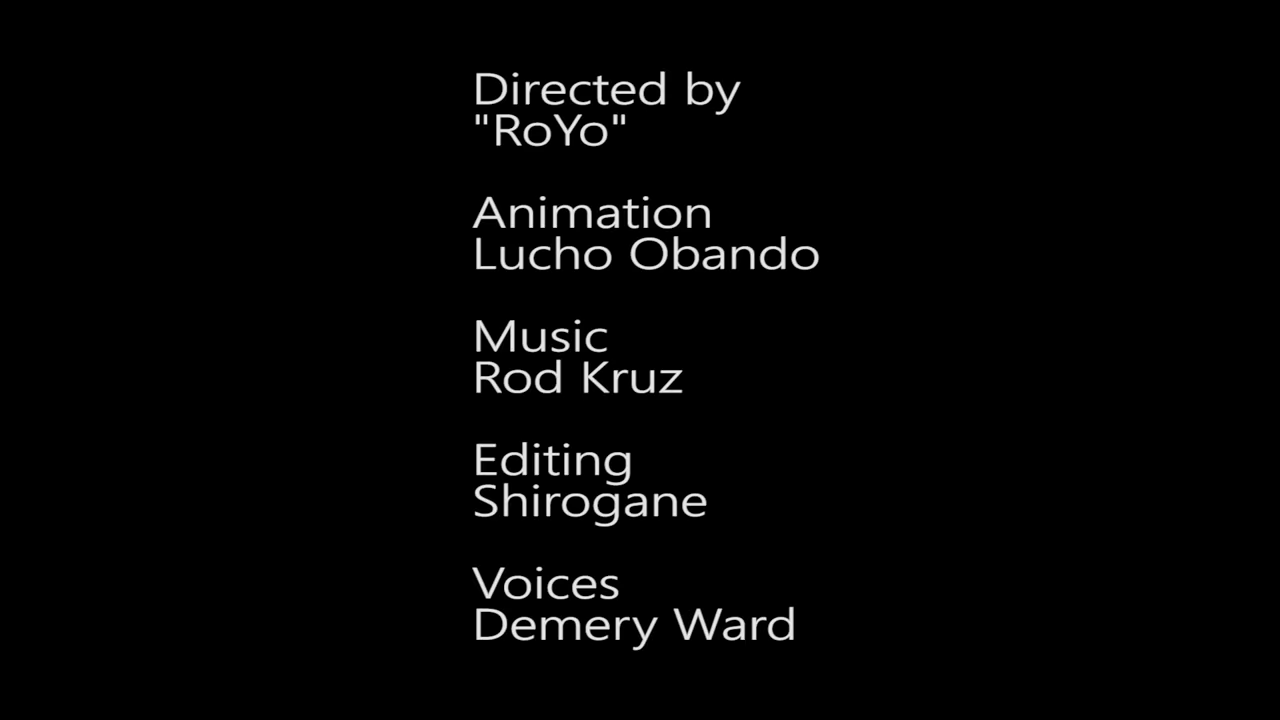 Directed by
"RoYo"
Animation
Lucho Obando
Music
Rod Kruz
Editing
Shirogane
Voices
Demery Ward